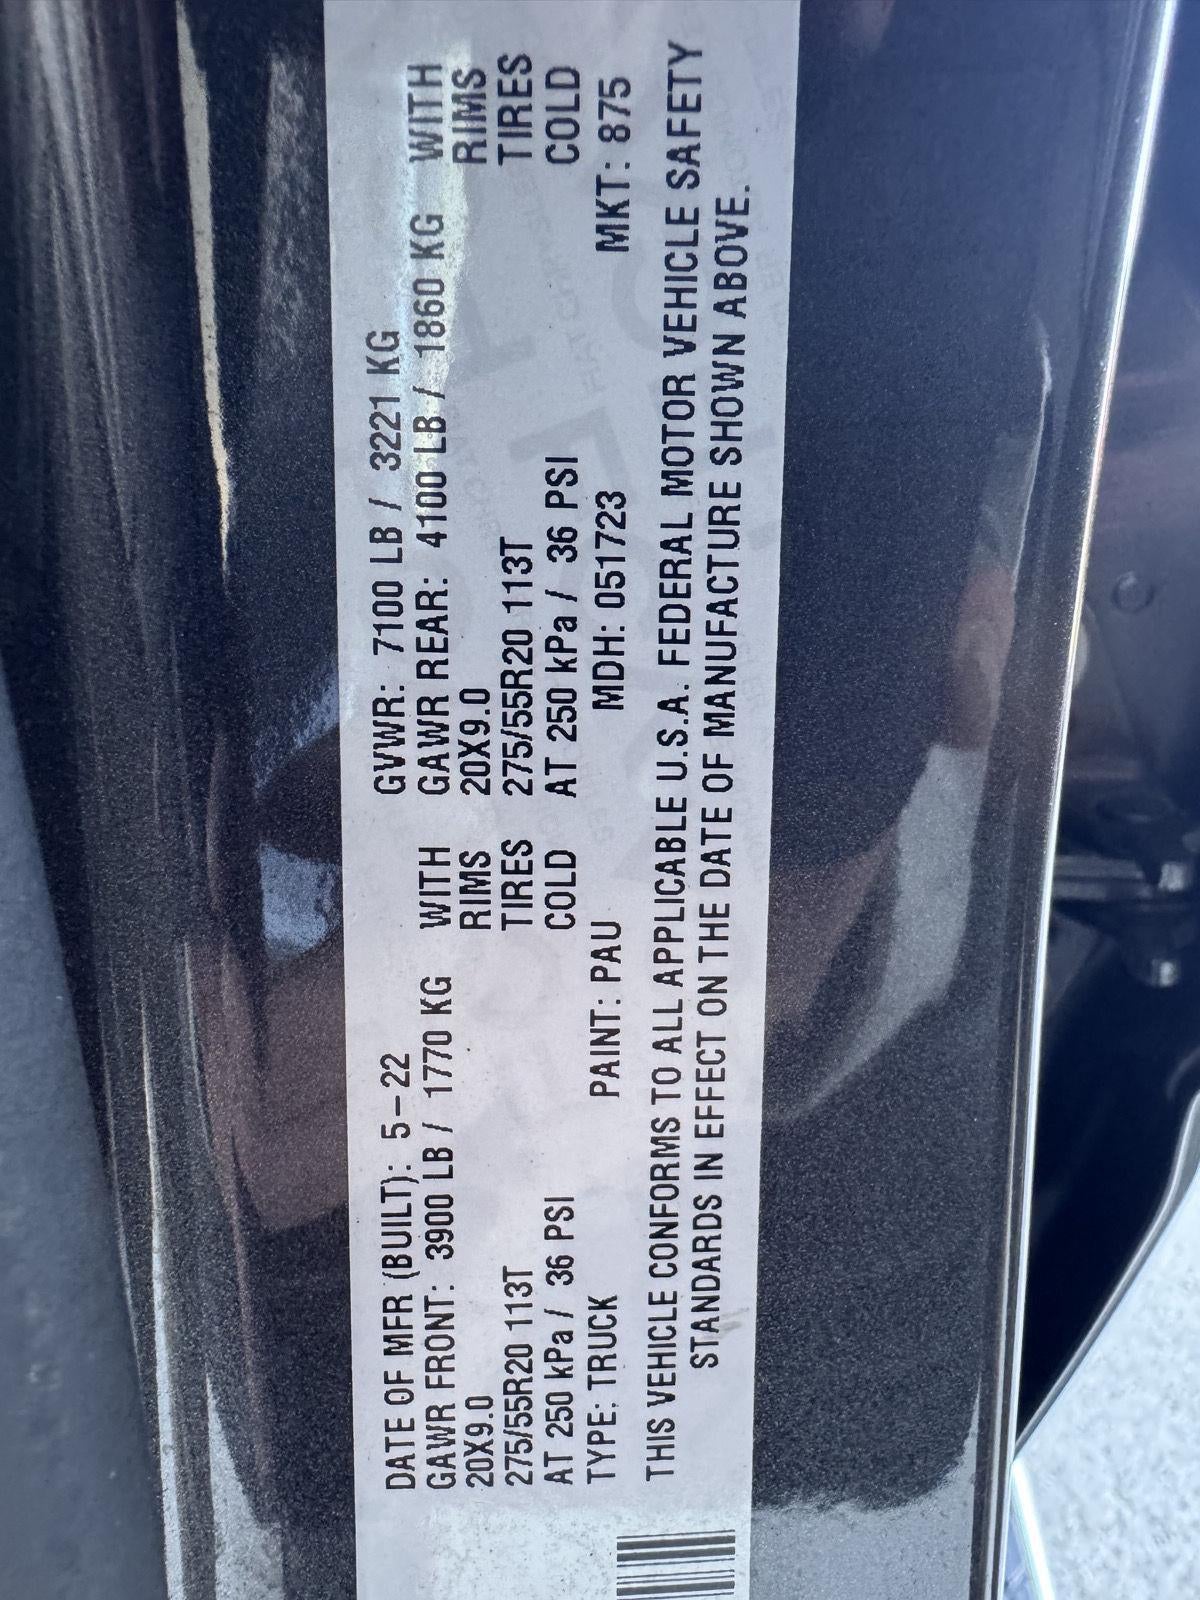 DATE OF MFR (BUILT): 5-22 GVWR: 7100 LB / 3221 KG
GAWR FRONT: 3900 LB / 1770 KG WITH GAWR REAR: 4100 LB / 1860 KG WITH
20X9.0 RIMS 20X9.0 RIMS
275/55R20 113T TIRES 275/55R20 113T TIRES
AT 250 kPa / 36 PSI COLD AT 250 kPa / 36 PSI COLD
TYPE: TRUCK PAINT: PAU MDH: 051723 MKT: 875
THIS VEHICLE CONFORMS TO ALL APPLICABLE U.S.A. FEDERAL MOTOR VEHICLE SAFETY
STANDARDS IN EFFECT ON THE DATE OF MANUFACTURE SHOWN ABOVE.